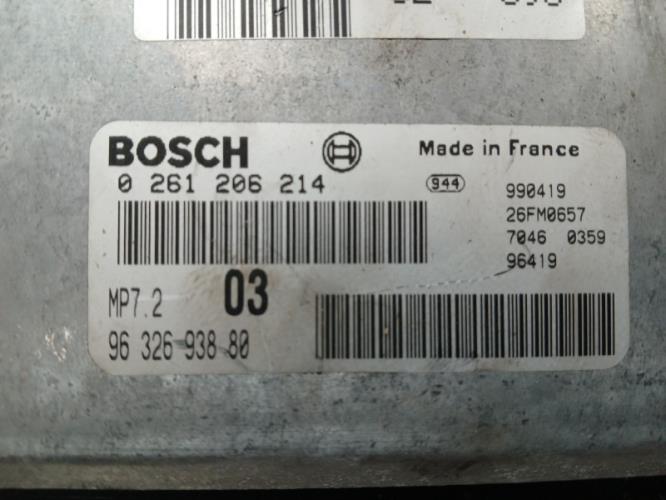 BOSCH Made in France
0 261 206 214 944 990419
26FM0657
7046 0359
96419
MP7.2 03
96 326 938 80